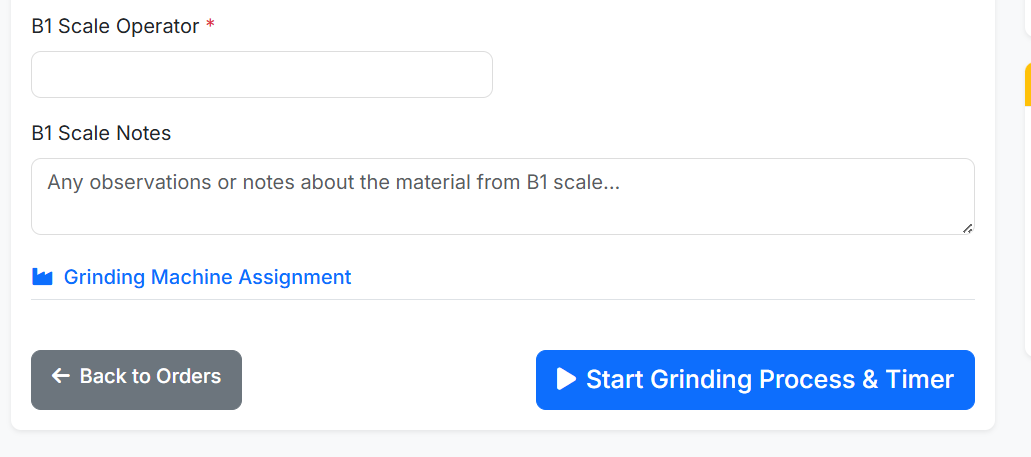 B1 Scale Operator *
B1 Scale Notes
Any observations or notes about the material from B1 scale...
Grinding Machine Assignment
Back to Orders
Start Grinding Process & Timer